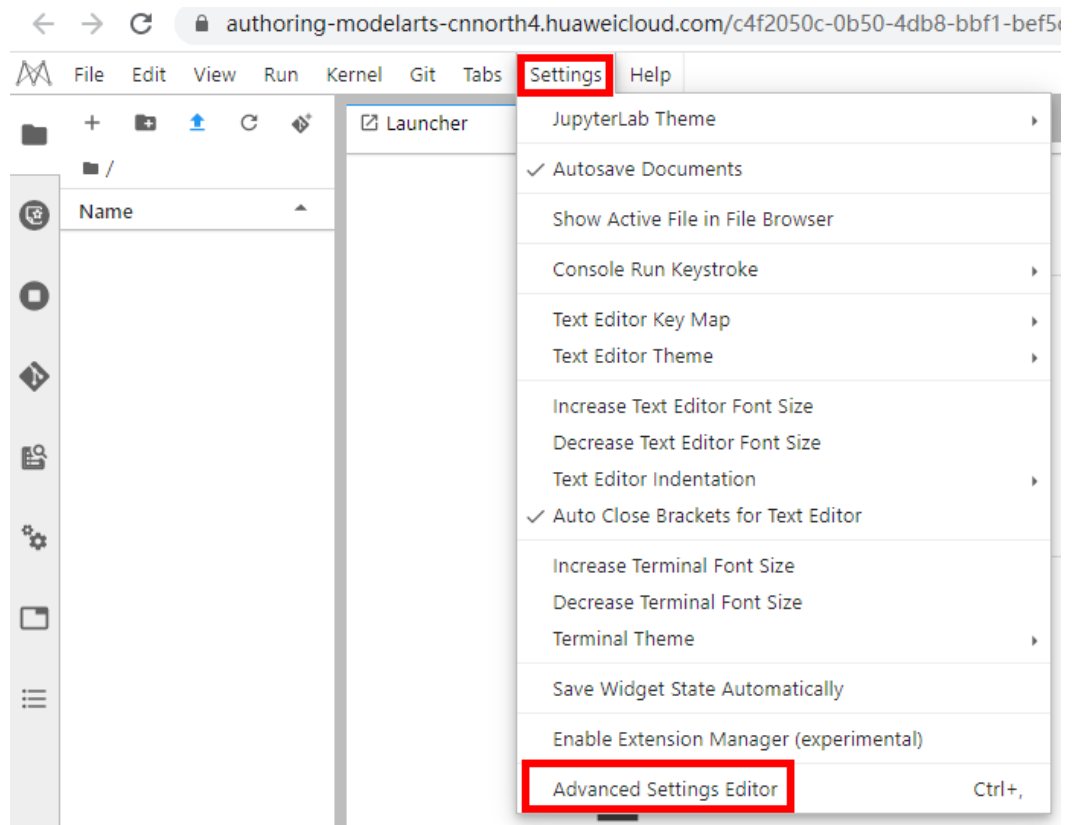 authoring-modelarts-cnnorth4.huaweicloud.com/c4f2050c-0b50-4db8-bbf1-bef5
File Edit View Run Kernel Git Tabs Settings Help
Launcher
/
Name
JupyterLab Theme
Autosave Documents
Show Active File in File Browser
Console Run Keystroke
Text Editor Key Map
Text Editor Theme
Increase Text Editor Font Size
Decrease Text Editor Font Size
Text Editor Indentation
Auto Close Brackets for Text Editor
Increase Terminal Font Size
Decrease Terminal Font Size
Terminal Theme
Save Widget State Automatically
Enable Extension Manager (experimental)
Advanced Settings Editor Ctrl+,